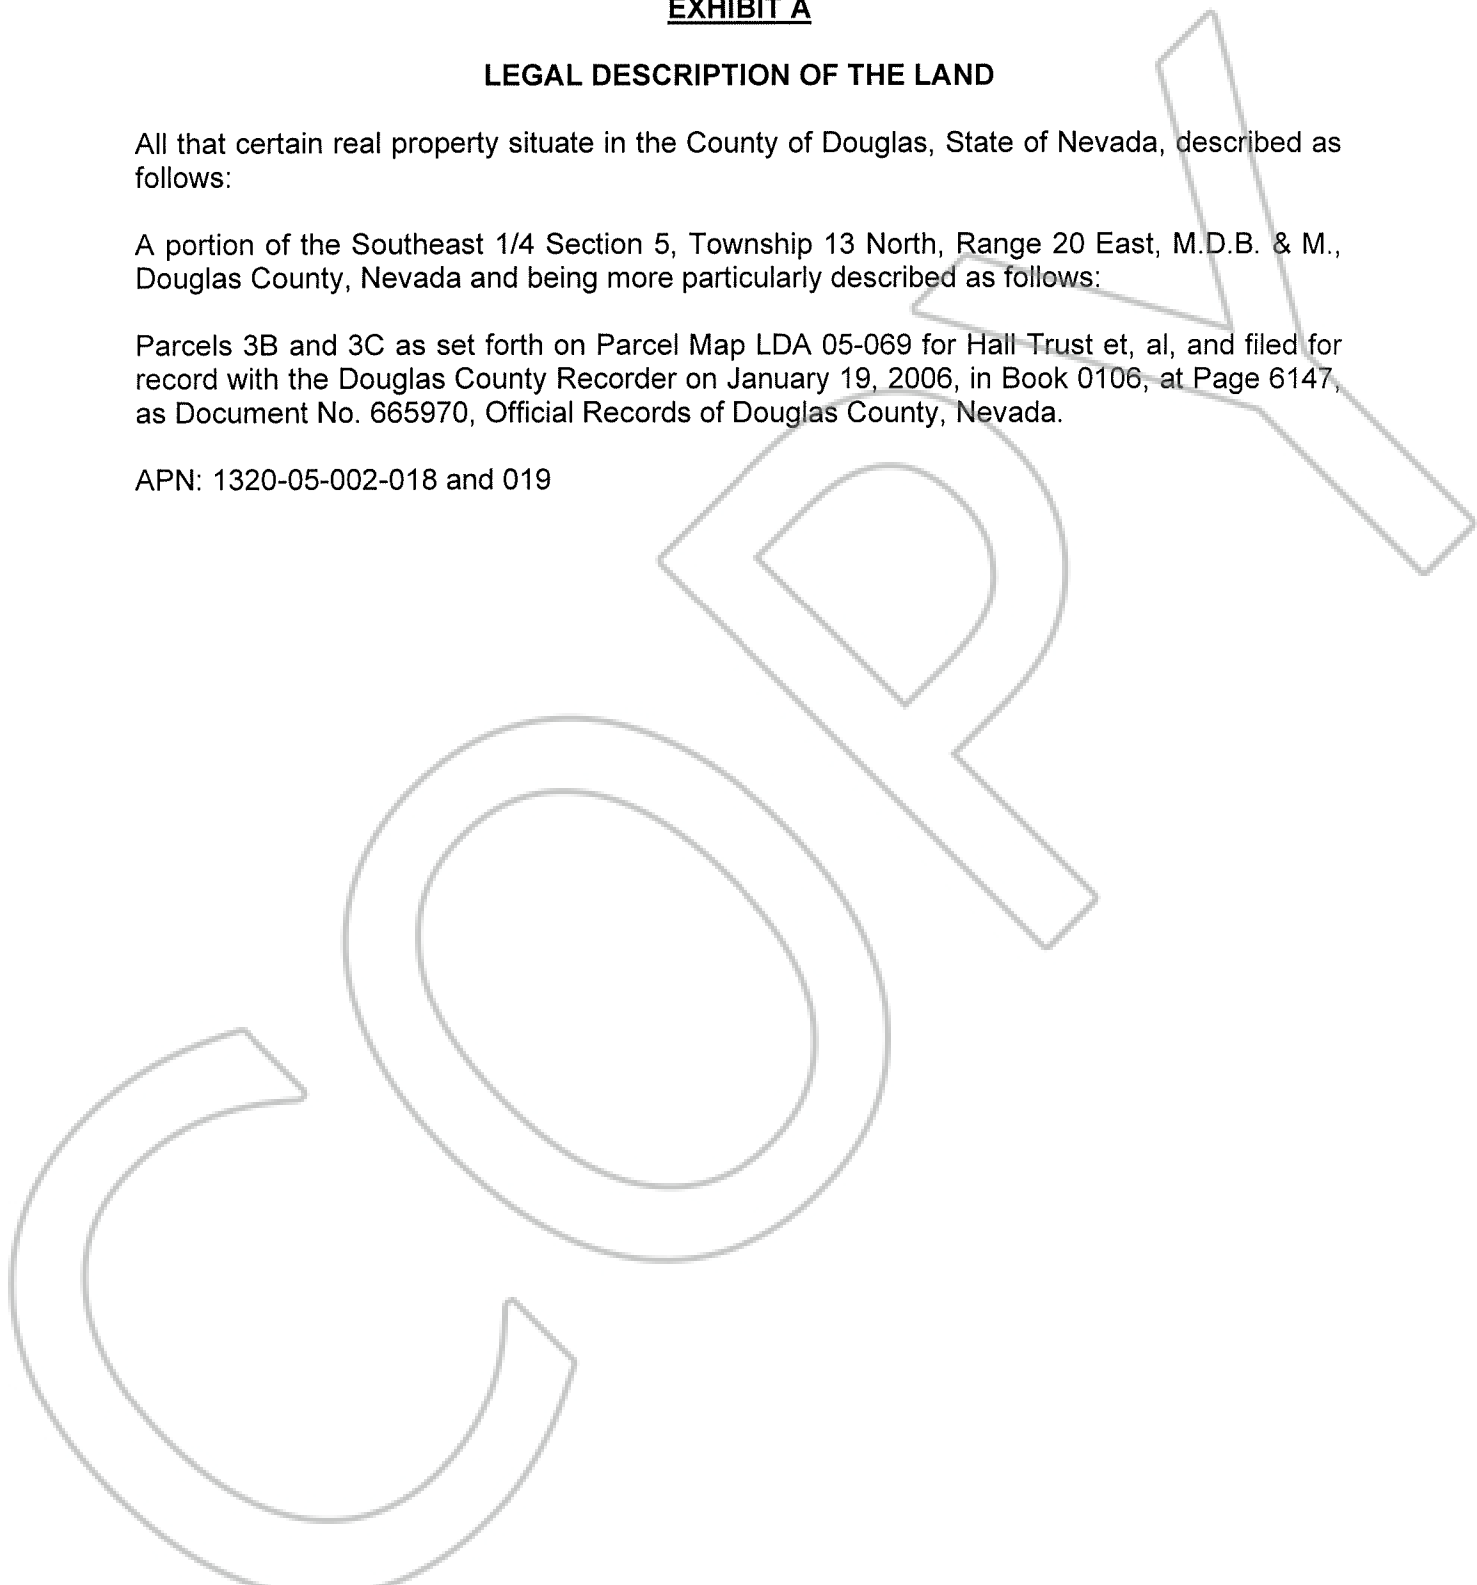 EXHIBIT A
LEGAL DESCRIPTION OF THE LAND
All that certain real property situate in the County of Douglas, State of Nevada, described as
follows:
A portion of the Southeast 1/4 Section 5, Township 13 North, Range 20 East, M.D.B. & M.,
Douglas County, Nevada and being more particularly described as follows:
Parcels 3B and 3C as set forth on Parcel Map LDA 05-069 for Hall Trust et, al, and filed for
record with the Douglas County Recorder on January 19, 2006, in Book 0106, at Page 6147,
as Document No. 665970, Official Records of Douglas County, Nevada.
APN: 1320-05-002-018 and 019
COPY